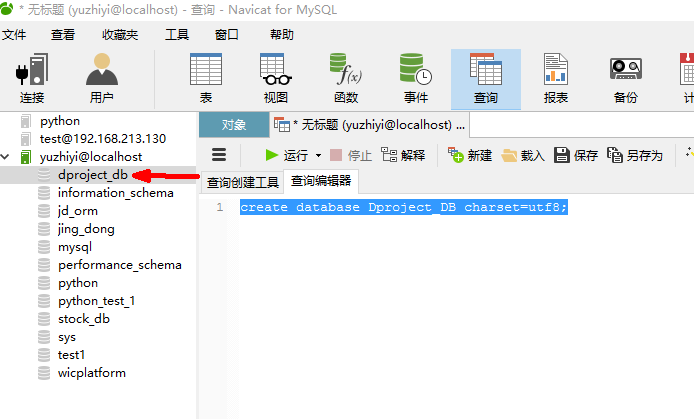 * 无标题 (yuzhiyi@localhost) - 查询 - Navicat for MySQL
文件 查看 收藏夹 工具 窗口 帮助
连接 用户 表 视图 函数 事件 查询 报表 备份
f(x)
python
test@192.168.213.130
yuzhiyi@localhost
dproject_db
information_schema
jd_orm
jing_dong
mysql
performance_schema
python
python_test_1
stock_db
sys
test1
wicplatform
对象 * 无标题 (yuzhiyi@localhost) ...
运行 停止 解释 新建 载入 保存 另存为
查询创建工具 查询编辑器
1 create database Dproject_DB charset=utf8;